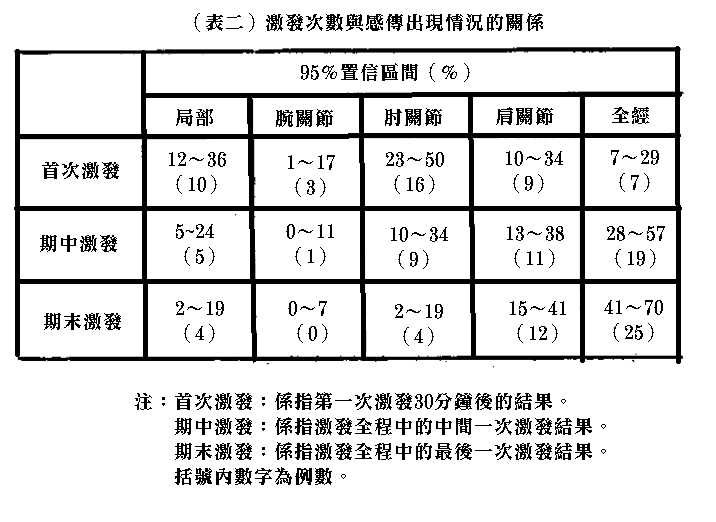 （表二）激發次數與感傳出現情況的關係
95%置信區間（%）
局部 腕關節 肘關節 肩關節 全經
首次激發 12～36 1～17 23～50 10～34 7～29
(10) (3) (16) (9) (7)
期中激發 5~24 0～11 10～34 13～38 28～57
(5) (1) (9) (11) (19)
期末激發 2～19 0～7 2～19 15～41 41～70
(4) (0) (4) (12) (25)
注：首次激發：係指第一次激發30分鐘後的結果。
期中激發：係指激發全程中的中間一次激發結果。
期末激發：係指激發全程中的最後一次激發結果。
括號內數字為例數。